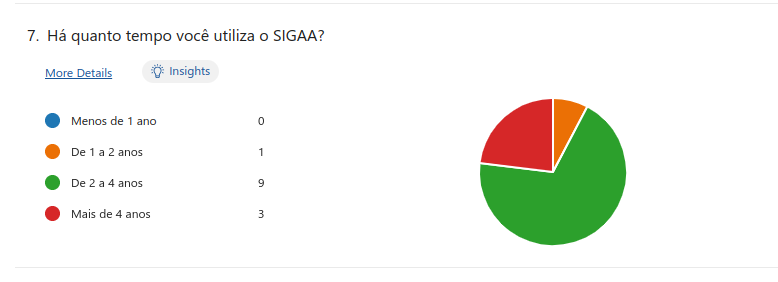 7. Há quanto tempo você utiliza o SIGAA?
More Details
Insights
Menos de 1 ano 0
De 1 a 2 anos 1
De 2 a 4 anos 9
Mais de 4 anos 3